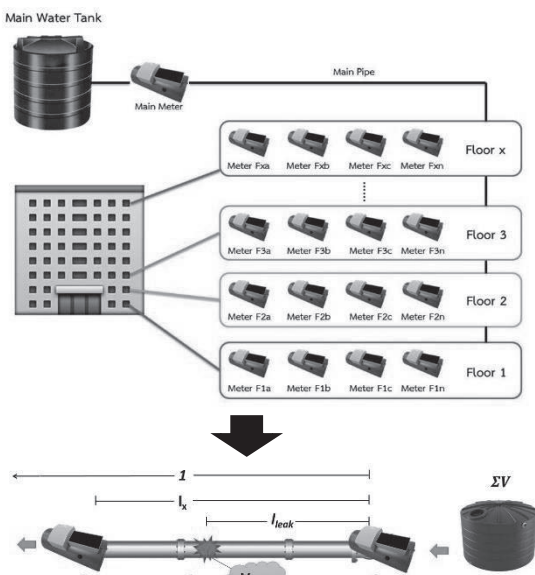 Main Water Tank
Main Pipe
Main Meter
Meter Fxa Meter Fxb Meter Fxc Meter Fxn Floor x
Meter F3a Meter F3b Meter F3c Meter F3n Floor 3
Meter F2a Meter F2b Meter F2c Meter F2n Floor 2
Meter F1a Meter F1b Meter F1c Meter F1n Floor 1
1
lx
ΣV
lleak